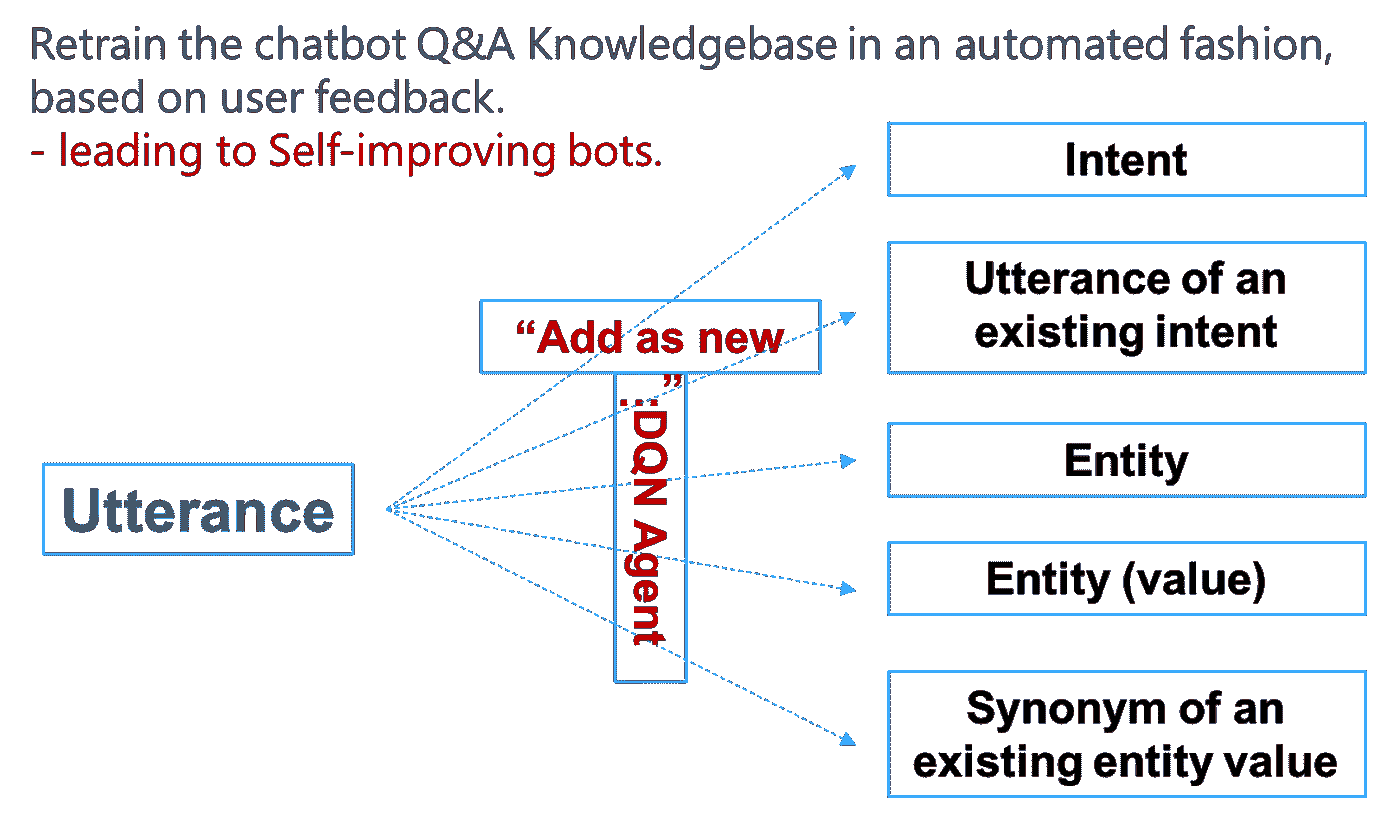 Retrain the chatbot Q&A Knowledgebase in an automated fashion,
based on user feedback.
- leading to Self-improving bots.
Utterance
“Add as new
…”
DQN Agent
Intent
Utterance of an
existing intent
Entity
Entity (value)
Synonym of an
existing entity value